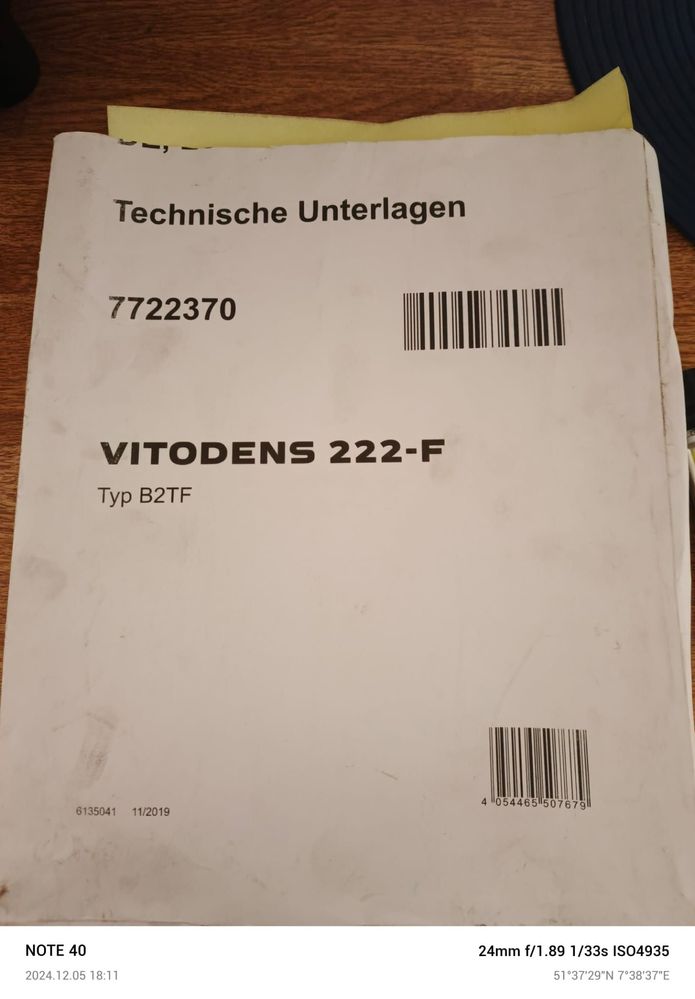 Technische Unterlagen
7722370
VITODENS 222-F
Typ B2TF
6135041 11/2019
4 054465 507679
NOTE 40
2024.12.05 18:11
24mm f/1.89 1/33s ISO4935
51°37'29"N 7°38'37"E